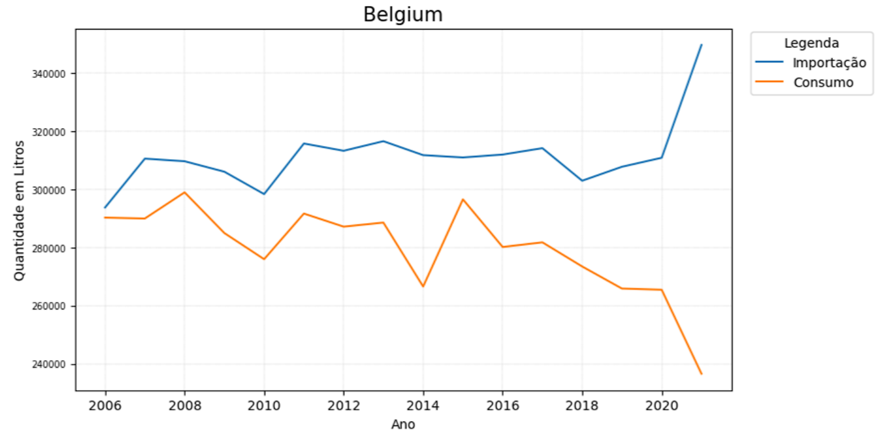 Belgium
Legenda
Importação
Consumo
Quantidade em Litros
340000
320000
300000
280000
260000
240000
2006 2008 2010 2012 2014 2016 2018 2020
Ano